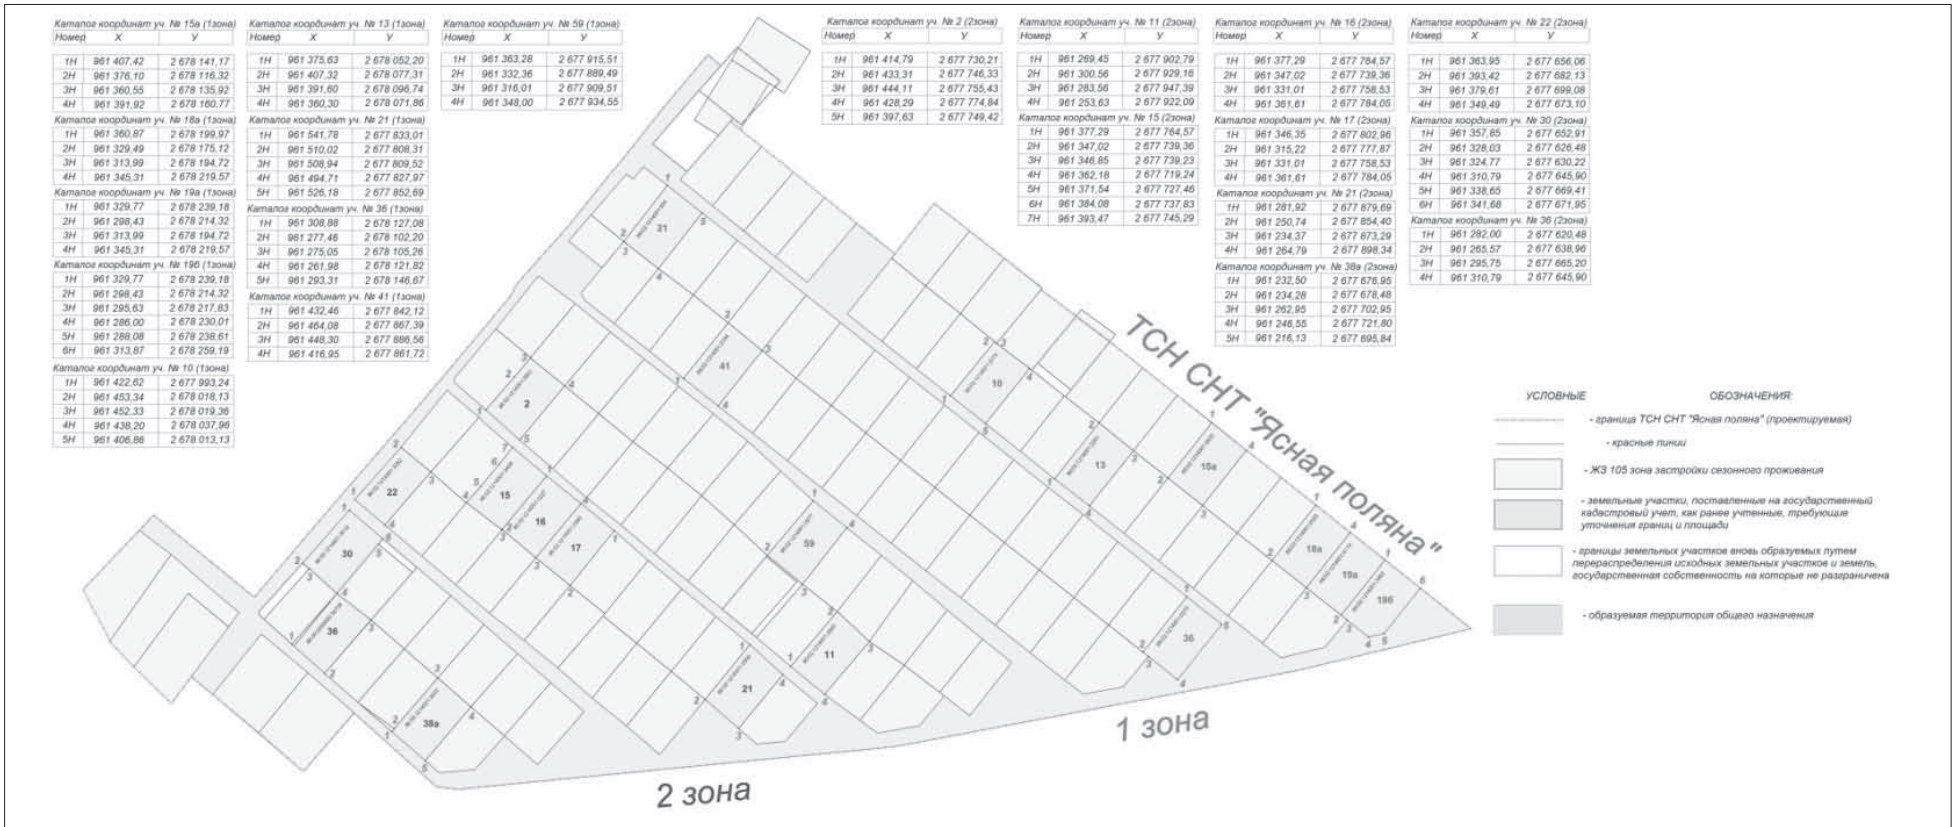 Каталог координат уч. № 15а (1зона)
Номер X У
1Н 961 407,42 2 678 141,17
2Н 961 376,10 2 678 116,32
3Н 961 360,55 2 678 135,92
4Н 961 391,92 2 678 160,77
Каталог координат уч. № 18а (1зона)
1Н 961 360,87 2 678 199,97
2Н 961 329,49 2 678 175,12
3Н 961 313,99 2 678 194,72
4Н 961 345,31 2 678 219,57
Каталог координат уч. № 19а (1зона)
1Н 961 329,77 2 678 239,18
2Н 961 298,43 2 678 214,32
3Н 961 313,99 2 678 194,72
4Н 961 345,31 2 678 219,57
Каталог координат уч. № 19б (1зона)
1Н 961 329,77 2 678 239,18
2Н 961 298,43 2 678 214,32
3Н 961 295,63 2 678 217,83
4Н 961 286,00 2 678 230,01
5Н 961 288,08 2 678 238,61
6Н 961 313,87 2 678 259,19
Каталог координат уч. № 10 (1зона)
1Н 961 422,62 2 677 993,24
2Н 961 453,34 2 678 018,13
3Н 961 452,33 2 678 019,36
4Н 961 438,20 2 678 037,96
5Н 961 406,86 2 678 013,13
Каталог координат уч. № 13 (1зона)
Номер X У
1Н 961 375,63 2 678 052,20
2Н 961 407,32 2 678 077,31
3Н 961 391,60 2 678 096,74
4Н 961 360,30 2 678 071,86
Каталог координат уч. № 21 (1зона)
1Н 961 541,78 2 677 833,01
2Н 961 510,02 2 677 808,31
3Н 961 508,94 2 677 809,52
4Н 961 494,71 2 677 827,97
5Н 961 526,18 2 677 852,69
Каталог координат уч. № 36 (1зона)
1Н 961 308,88 2 678 127,08
2Н 961 277,46 2 678 102,20
3Н 961 275,05 2 678 105,26
4Н 961 261,98 2 678 121,82
5Н 961 293,31 2 678 146,67
Каталог координат уч. № 41 (1зона)
1Н 961 432,46 2 677 842,12
2Н 961 464,08 2 677 867,39
3Н 961 448,30 2 677 886,56
4Н 961 416,95 2 677 861,72
Каталог координат уч. № 59 (1зона)
Номер X У
1Н 961 363,28 2 677 915,51
2Н 961 332,36 2 677 889,49
3Н 961 316,01 2 677 909,51
4Н 961 348,00 2 677 934,55
Каталог координат уч. № 2 (2зона)
Номер X У
1Н 961 414,79 2 677 730,21
2Н 961 433,31 2 677 746,33
3Н 961 444,11 2 677 755,43
4Н 961 428,29 2 677 774,84
5Н 961 397,63 2 677 749,42
Каталог координат уч. № 11 (2зона)
Номер X У
1Н 961 269,45 2 677 902,79
2Н 961 300,56 2 677 929,16
3Н 961 283,56 2 677 947,39
4Н 961 253,63 2 677 922,09
Каталог координат уч. № 15 (2зона)
1Н 961 377,29 2 677 764,57
2Н 961 347,02 2 677 739,36
3Н 961 346,85 2 677 739,23
4Н 961 362,18 2 677 719,24
5Н 961 371,54 2 677 727,46
6Н 961 384,08 2 677 737,83
7Н 961 393,47 2 677 745,29
Каталог координат уч. № 16 (2зона)
Номер X У
1Н 961 377,29 2 677 764,57
2Н 961 347,02 2 677 739,36
3Н 961 331,01 2 677 758,53
4Н 961 361,61 2 677 784,05
Каталог координат уч. № 17 (2зона)
1Н 961 346,35 2 677 802,96
2Н 961 315,22 2 677 777,87
3Н 961 331,01 2 677 758,53
4Н 961 361,61 2 677 784,05
Каталог координат уч. № 21 (2зона)
1Н 961 281,92 2 677 879,69
2Н 961 250,74 2 677 854,40
3Н 961 234,37 2 677 873,29
4Н 961 264,79 2 677 898,34
Каталог координат уч. № 38а (2зона)
1Н 961 232,50 2 677 676,95
2Н 961 234,28 2 677 678,48
3Н 961 262,95 2 677 702,95
4Н 961 246,55 2 677 721,80
5Н 961 216,13 2 677 695,84
Каталог координат уч. № 22 (2зона)
Номер X У
1Н 961 363,95 2 677 656,06
2Н 961 393,42 2 677 682,13
3Н 961 379,61 2 677 699,08
4Н 961 349,49 2 677 673,10
Каталог координат уч. № 30 (2зона)
1Н 961 357,85 2 677 652,91
2Н 961 328,03 2 677 626,48
3Н 961 324,77 2 677 630,22
4Н 961 310,79 2 677 645,90
5Н 961 338,65 2 677 669,41
6Н 961 341,68 2 677 671,95
Каталог координат уч. № 36 (2зона)
1Н 961 282,00 2 677 620,48
2Н 961 265,57 2 677 638,96
3Н 961 295,75 2 677 665,20
4Н 961 310,79 2 677 645,90
ТСН СНТ "Ясная поляна"
УСЛОВНЫЕ ОБОЗНАЧЕНИЯ:
- граница ТСН СНТ "Ясная поляна" (проектируемая)
- красные линии
- ЖЗ 105 зона застройки сезонного проживания
- земельные участки, поставленные на государственный
кадастровый учет, как ранее учтенные, требующие
уточнения границ и площади
- границы земельных участков вновь образуемых путем
перераспределения исходных земельных участков и земель,
государственная собственность на которые не разграничена
- образуемая территория общего назначения
21
41
10
2
13
15а
22
15
16
17
59
18а
19а
19б
30
36
11
36
21
38а
1 зона
2 зона